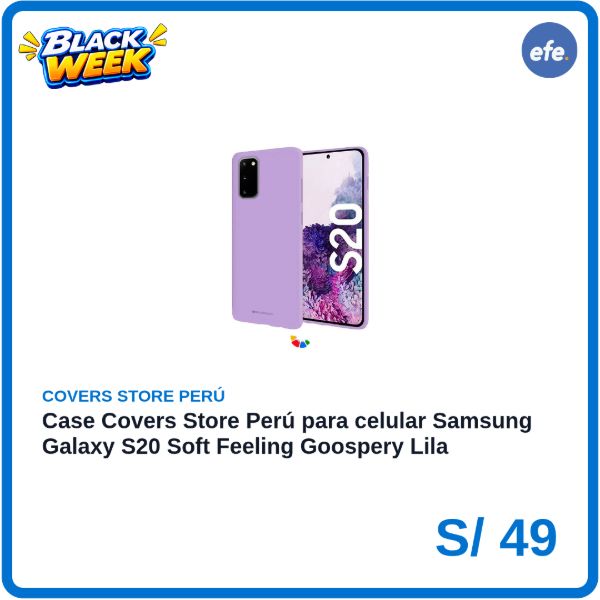 BLACK
WEEK
efe.
S20
COVERS STORE PERÚ
Case Covers Store Perú para celular Samsung
Galaxy S20 Soft Feeling Goospery Lila
S/ 49